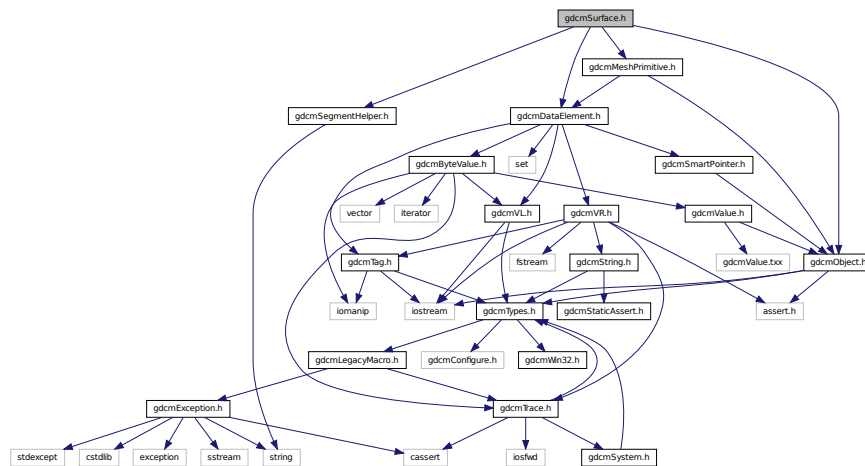 gdcmSurface.h
gdcmMeshPrimitive.h
gdcmSegmentHelper.h
gdcmDataElement.h
gdcmByteValue.h
set
gdcmSmartPointer.h
vector
iterator
gdcmVL.h
gdcmVR.h
gdcmValue.h
gdcmTag.h
fstream
gdcmString.h
gdcmValue.txx
gdcmObject.h
iomanip
iostream
gdcmTypes.h
gdcmStaticAssert.h
assert.h
gdcmLegacyMacro.h
gdcmConfigure.h
gdcmWin32.h
gdcmException.h
gdcmTrace.h
stdexcept
cstdlib
exception
sstream
string
cassert
iosfwd
gdcmSystem.h